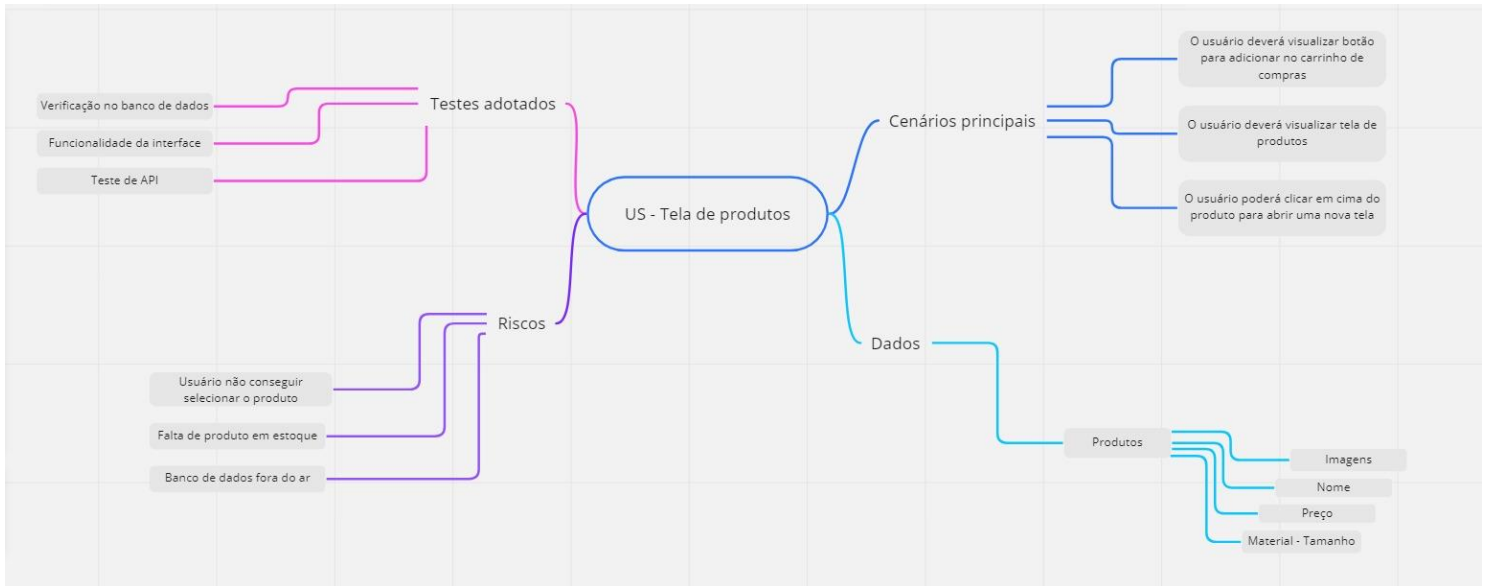 US - Tela de produtos
Testes adotados
Verificação no banco de dados
Funcionalidade da interface
Teste de API
Riscos
Usuário não conseguir
selecionar o produto
Falta de produto em estoque
Banco de dados fora do ar
Cenários principais
O usuário deverá visualizar botão
para adicionar no carrinho de
compras
O usuário deverá visualizar tela de
produtos
O usuário poderá clicar em cima do
produto para abrir uma nova tela
Dados
Produtos
Imagens
Nome
Preço
Material - Tamanho